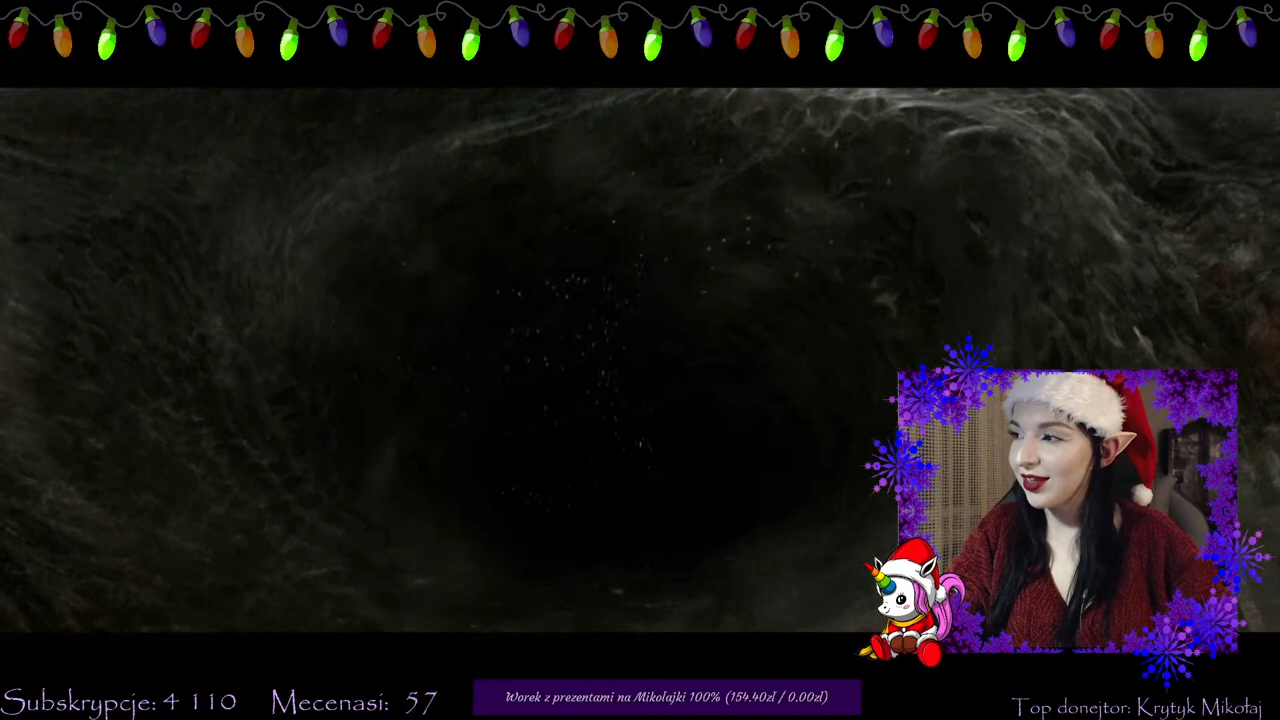 Subskrypcje: 4 110 Mecenasi: 57
Worek z prezentami na Mikołajki 100% (154.40zł / 0.00zł)
Top donejtor: Krytyk Mikołaj